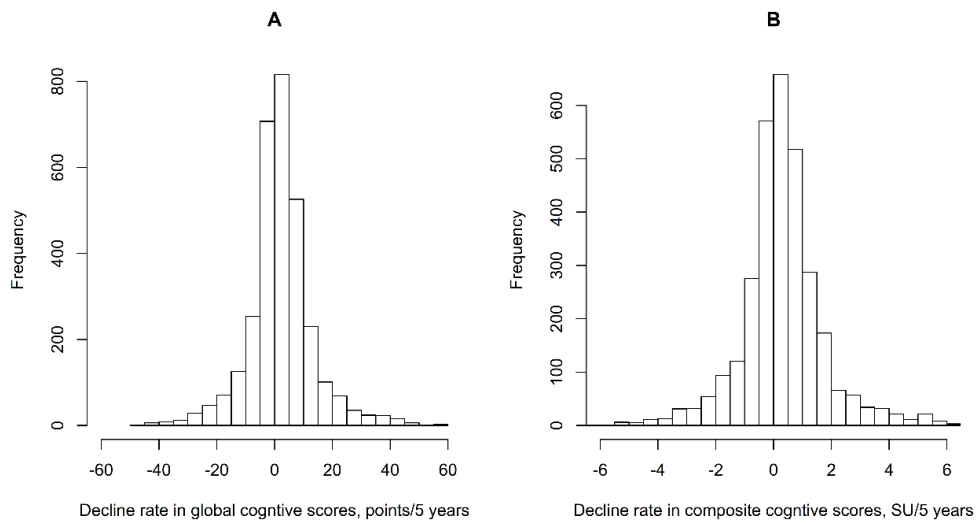 A
800
600
400
200
0
Frequency
-60 -40 -20 0 20 40 60
Decline rate in global cogntive scores, points/5 years
B
600
500
400
300
200
100
0
Frequency
-6 -4 -2 0 2 4 6
Decline rate in composite cogntive scores, SU/5 years